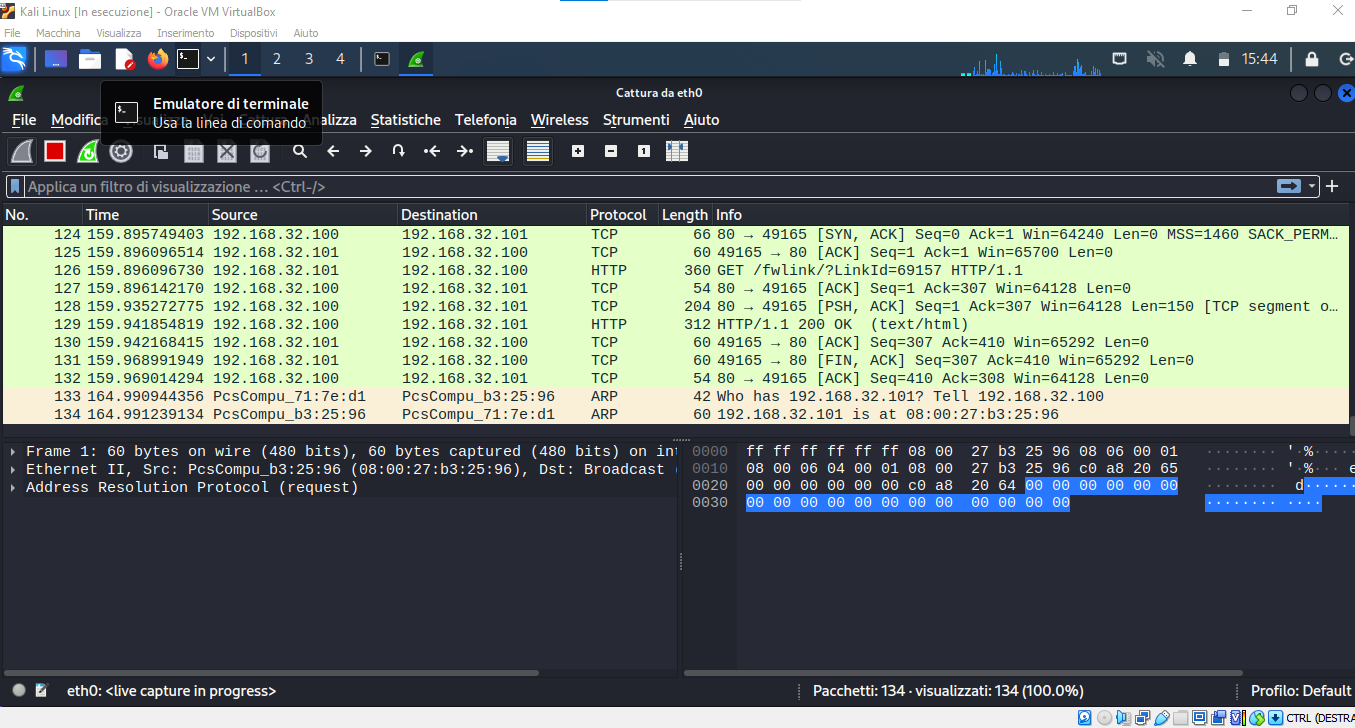 Kali Linux [In esecuzione] - Oracle VM VirtualBox
File Macchina Visualizza Inserimento Dispositivi Aiuto
1 2 3 4 15:44
Cattura da eth0
Emulatore di terminale
Usa la linea di comando
File Modifica Analizza Statistiche Telefonia Wireless Strumenti Aiuto
Applica un filtro di visualizzazione … <Ctrl-/>
No. Time Source Destination Protocol Length Info
124 159.895749403 192.168.32.100 192.168.32.101 TCP 66 80 → 49165 [SYN, ACK] Seq=0 Ack=1 Win=64240 Len=0 MSS=1460 SACK_PERM…
125 159.896096514 192.168.32.101 192.168.32.100 TCP 60 49165 → 80 [ACK] Seq=1 Ack=1 Win=65700 Len=0
126 159.896096730 192.168.32.101 192.168.32.100 HTTP 360 GET /fwlink/?LinkId=69157 HTTP/1.1
127 159.896142170 192.168.32.100 192.168.32.101 TCP 54 80 → 49165 [ACK] Seq=1 Ack=307 Win=64128 Len=0
128 159.935272775 192.168.32.100 192.168.32.101 TCP 204 80 → 49165 [PSH, ACK] Seq=1 Ack=307 Win=64128 Len=150 [TCP segment o…
129 159.941854819 192.168.32.100 192.168.32.101 HTTP 312 HTTP/1.1 200 OK (text/html)
130 159.942168415 192.168.32.101 192.168.32.100 TCP 60 49165 → 80 [ACK] Seq=307 Ack=410 Win=65292 Len=0
131 159.968991949 192.168.32.101 192.168.32.100 TCP 60 49165 → 80 [FIN, ACK] Seq=307 Ack=410 Win=65292 Len=0
132 159.969014294 192.168.32.100 192.168.32.101 TCP 54 80 → 49165 [ACK] Seq=410 Ack=308 Win=64128 Len=0
133 164.990944356 PcsCompu_71:7e:d1 PcsCompu_b3:25:96 ARP 42 Who has 192.168.32.101? Tell 192.168.32.100
134 164.991239134 PcsCompu_b3:25:96 PcsCompu_71:7e:d1 ARP 60 192.168.32.101 is at 08:00:27:b3:25:96
Frame 1: 60 bytes on wire (480 bits), 60 bytes captured (480 bits) on int
Ethernet II, Src: PcsCompu_b3:25:96 (08:00:27:b3:25:96), Dst: Broadcast (
Address Resolution Protocol (request)
0000 ff ff ff ff ff ff 08 00 27 b3 25 96 08 06 00 01 ········ '·%·····
0010 08 00 06 04 00 01 08 00 27 b3 25 96 c0 a8 20 65 ········ '·%··· e
0020 00 00 00 00 00 00 c0 a8 20 64 00 00 00 00 00 00 ········ d······
0030 00 00 00 00 00 00 00 00 00 00 00 00 ········ ····
eth0: <live capture in progress>
Pacchetti: 134 · visualizzati: 134 (100.0%)
Profilo: Default
CTRL (DESTRA